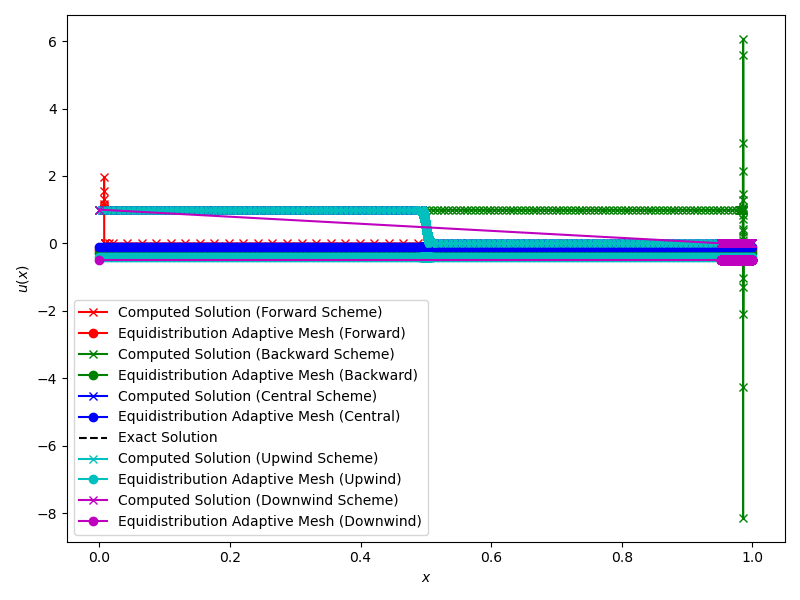 6
4
2
0
−2
−4
−6
−8
u(x)
Computed Solution (Forward Scheme)
Equidistribution Adaptive Mesh (Forward)
Computed Solution (Backward Scheme)
Equidistribution Adaptive Mesh (Backward)
Computed Solution (Central Scheme)
Equidistribution Adaptive Mesh (Central)
Exact Solution
Computed Solution (Upwind Scheme)
Equidistribution Adaptive Mesh (Upwind)
Computed Solution (Downwind Scheme)
Equidistribution Adaptive Mesh (Downwind)
0.0 0.2 0.4 0.6 0.8 1.0
x